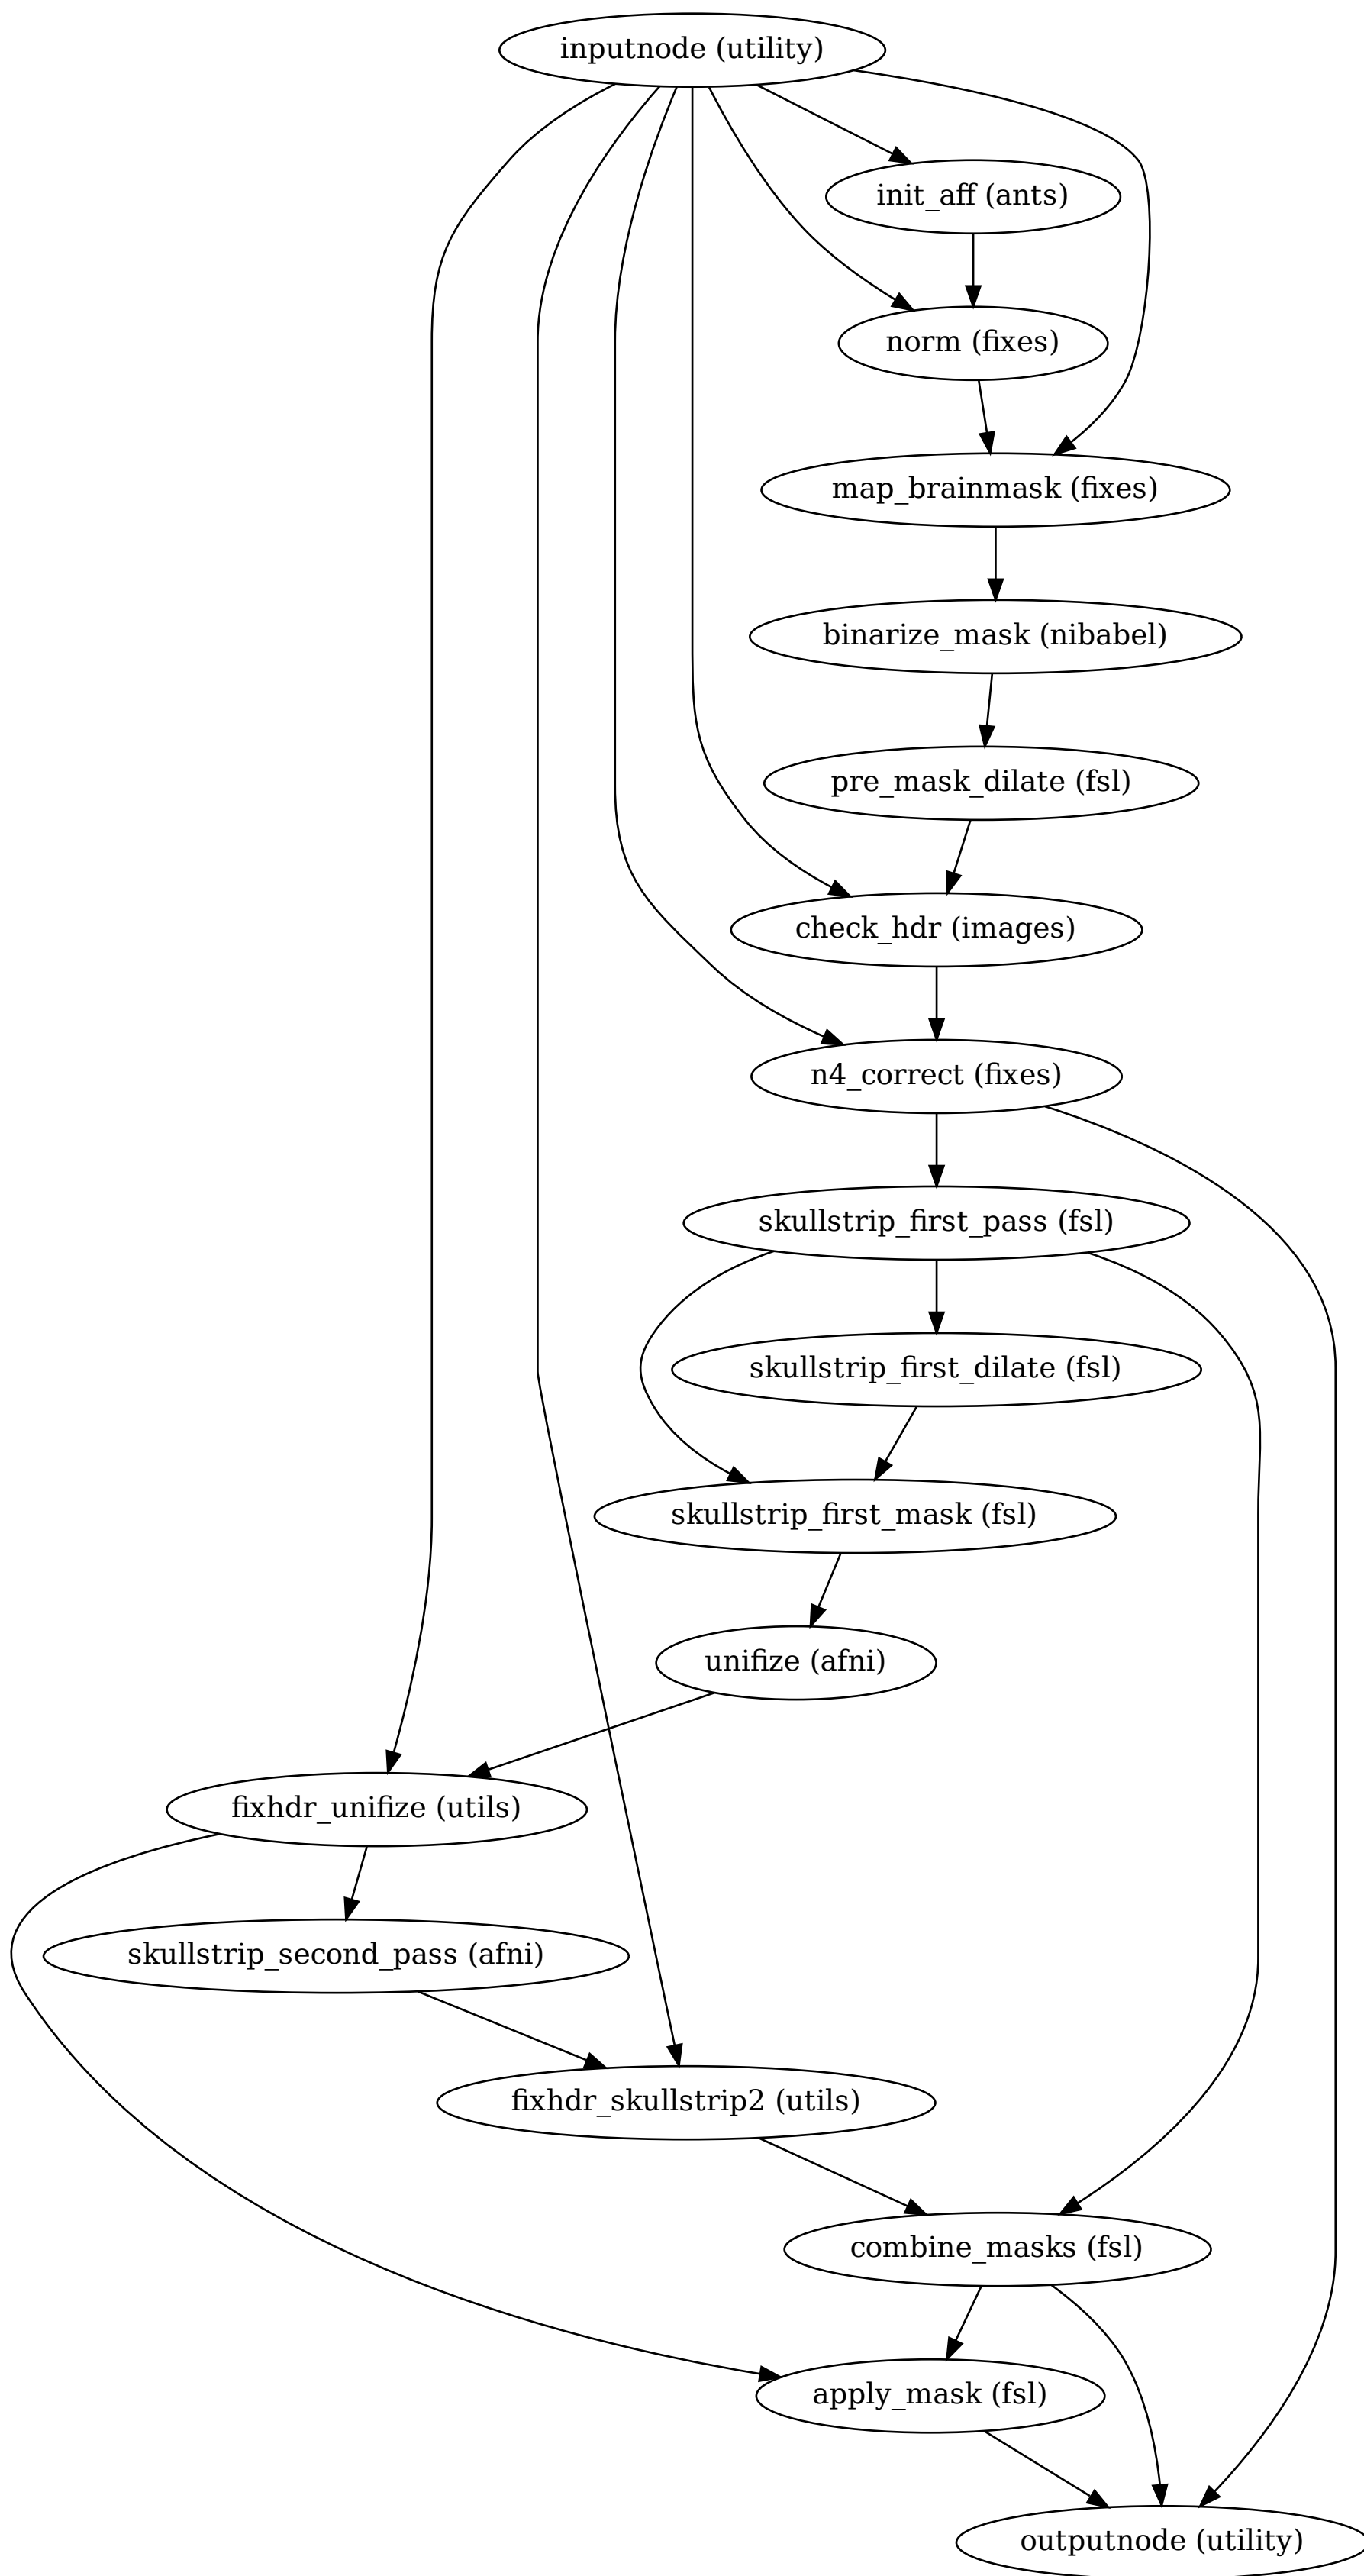 inputnode (utility)
init_aff (ants)
norm (fixes)
map_brainmask (fixes)
binarize_mask (nibabel)
pre_mask_dilate (fsl)
check_hdr (images)
n4_correct (fixes)
skullstrip_first_pass (fsl)
skullstrip_first_dilate (fsl)
skullstrip_first_mask (fsl)
unifize (afni)
fixhdr_unifize (utils)
skullstrip_second_pass (afni)
fixhdr_skullstrip2 (utils)
combine_masks (fsl)
apply_mask (fsl)
outputnode (utility)